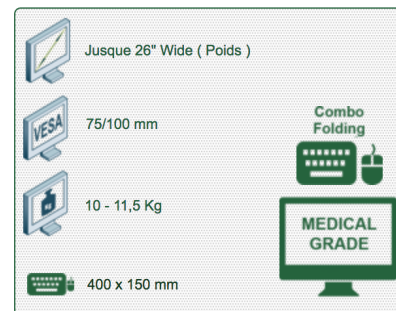 Jusque 26" Wide ( Poids )
VESA
75/100 mm
KG
10 - 11,5 Kg
400 x 150 mm
Combo
Folding
MEDICAL
GRADE